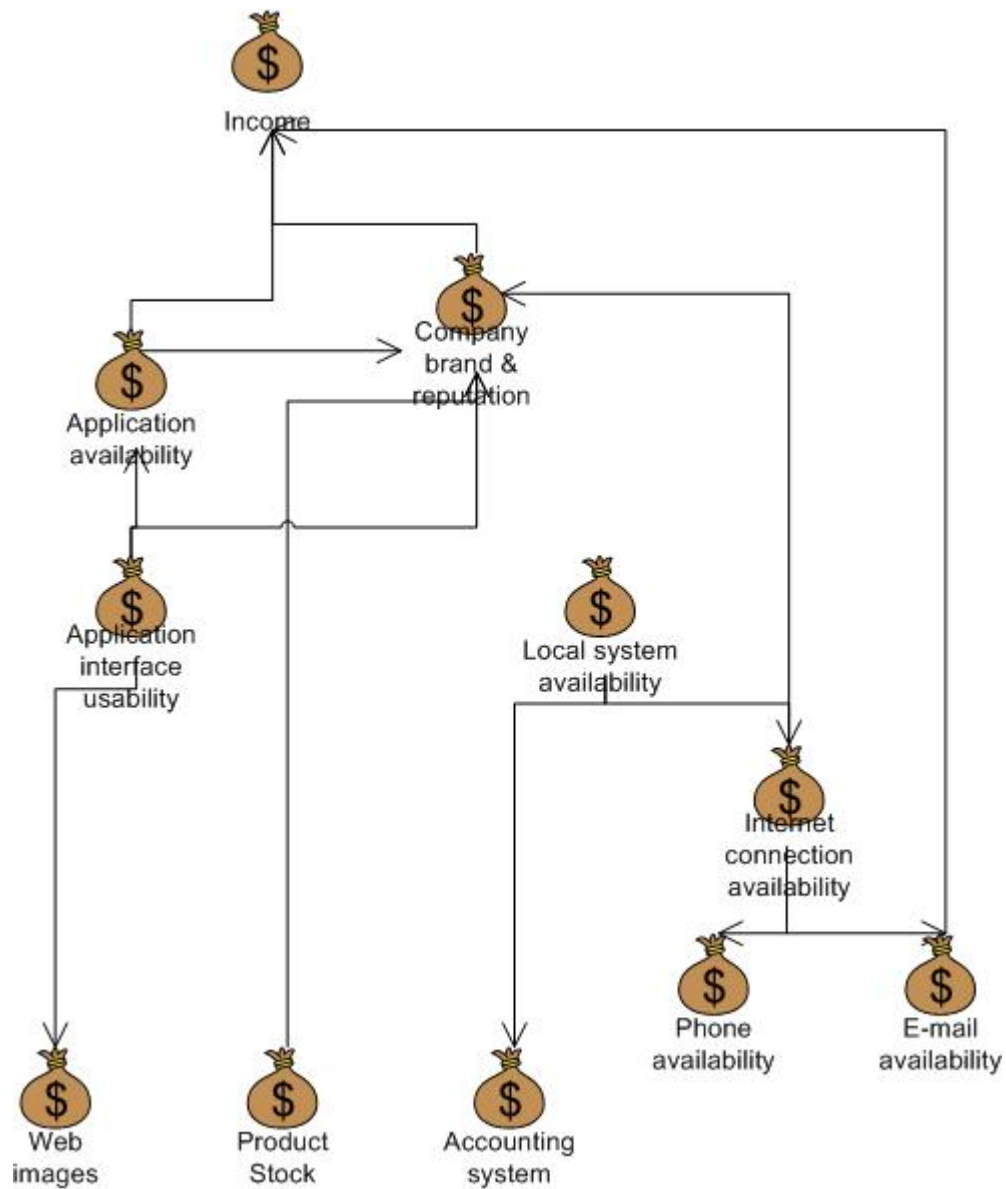 $
Income
$
Company
brand &
reputation
$
Application
availability
$
Application
interface
usability
$
Local system
availability
$
Internet
connection
availability
$
Phone
availability
$
E-mail
availability
$
Web
images
$
Product
Stock
$
Accounting
system